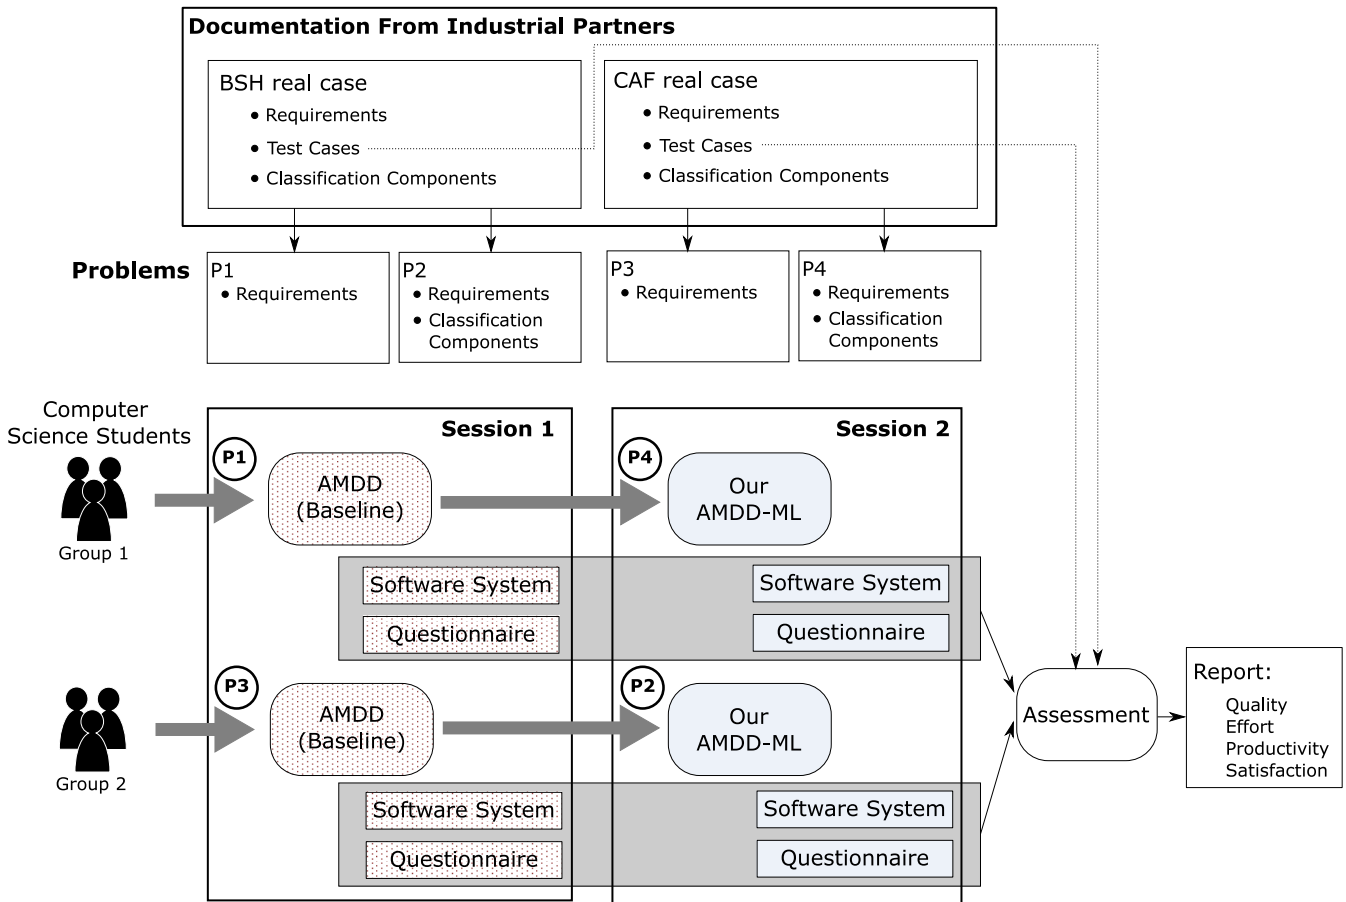 Documentation From Industrial Partners
BSH real case
• Requirements
• Test Cases
• Classification Components
CAF real case
• Requirements
• Test Cases
• Classification Components
Problems
P1
• Requirements
P2
• Requirements
• Classification
Components
P3
• Requirements
P4
• Requirements
• Classification
Components
Computer
Science Students
Group 1
Session 1
Session 2
P1
AMDD
(Baseline)
P4
Our
AMDD-ML
Software System
Questionnaire
Software System
Questionnaire
Group 2
P3
AMDD
(Baseline)
P2
Our
AMDD-ML
Software System
Questionnaire
Software System
Questionnaire
Assessment
Report:
Quality
Effort
Productivity
Satisfaction